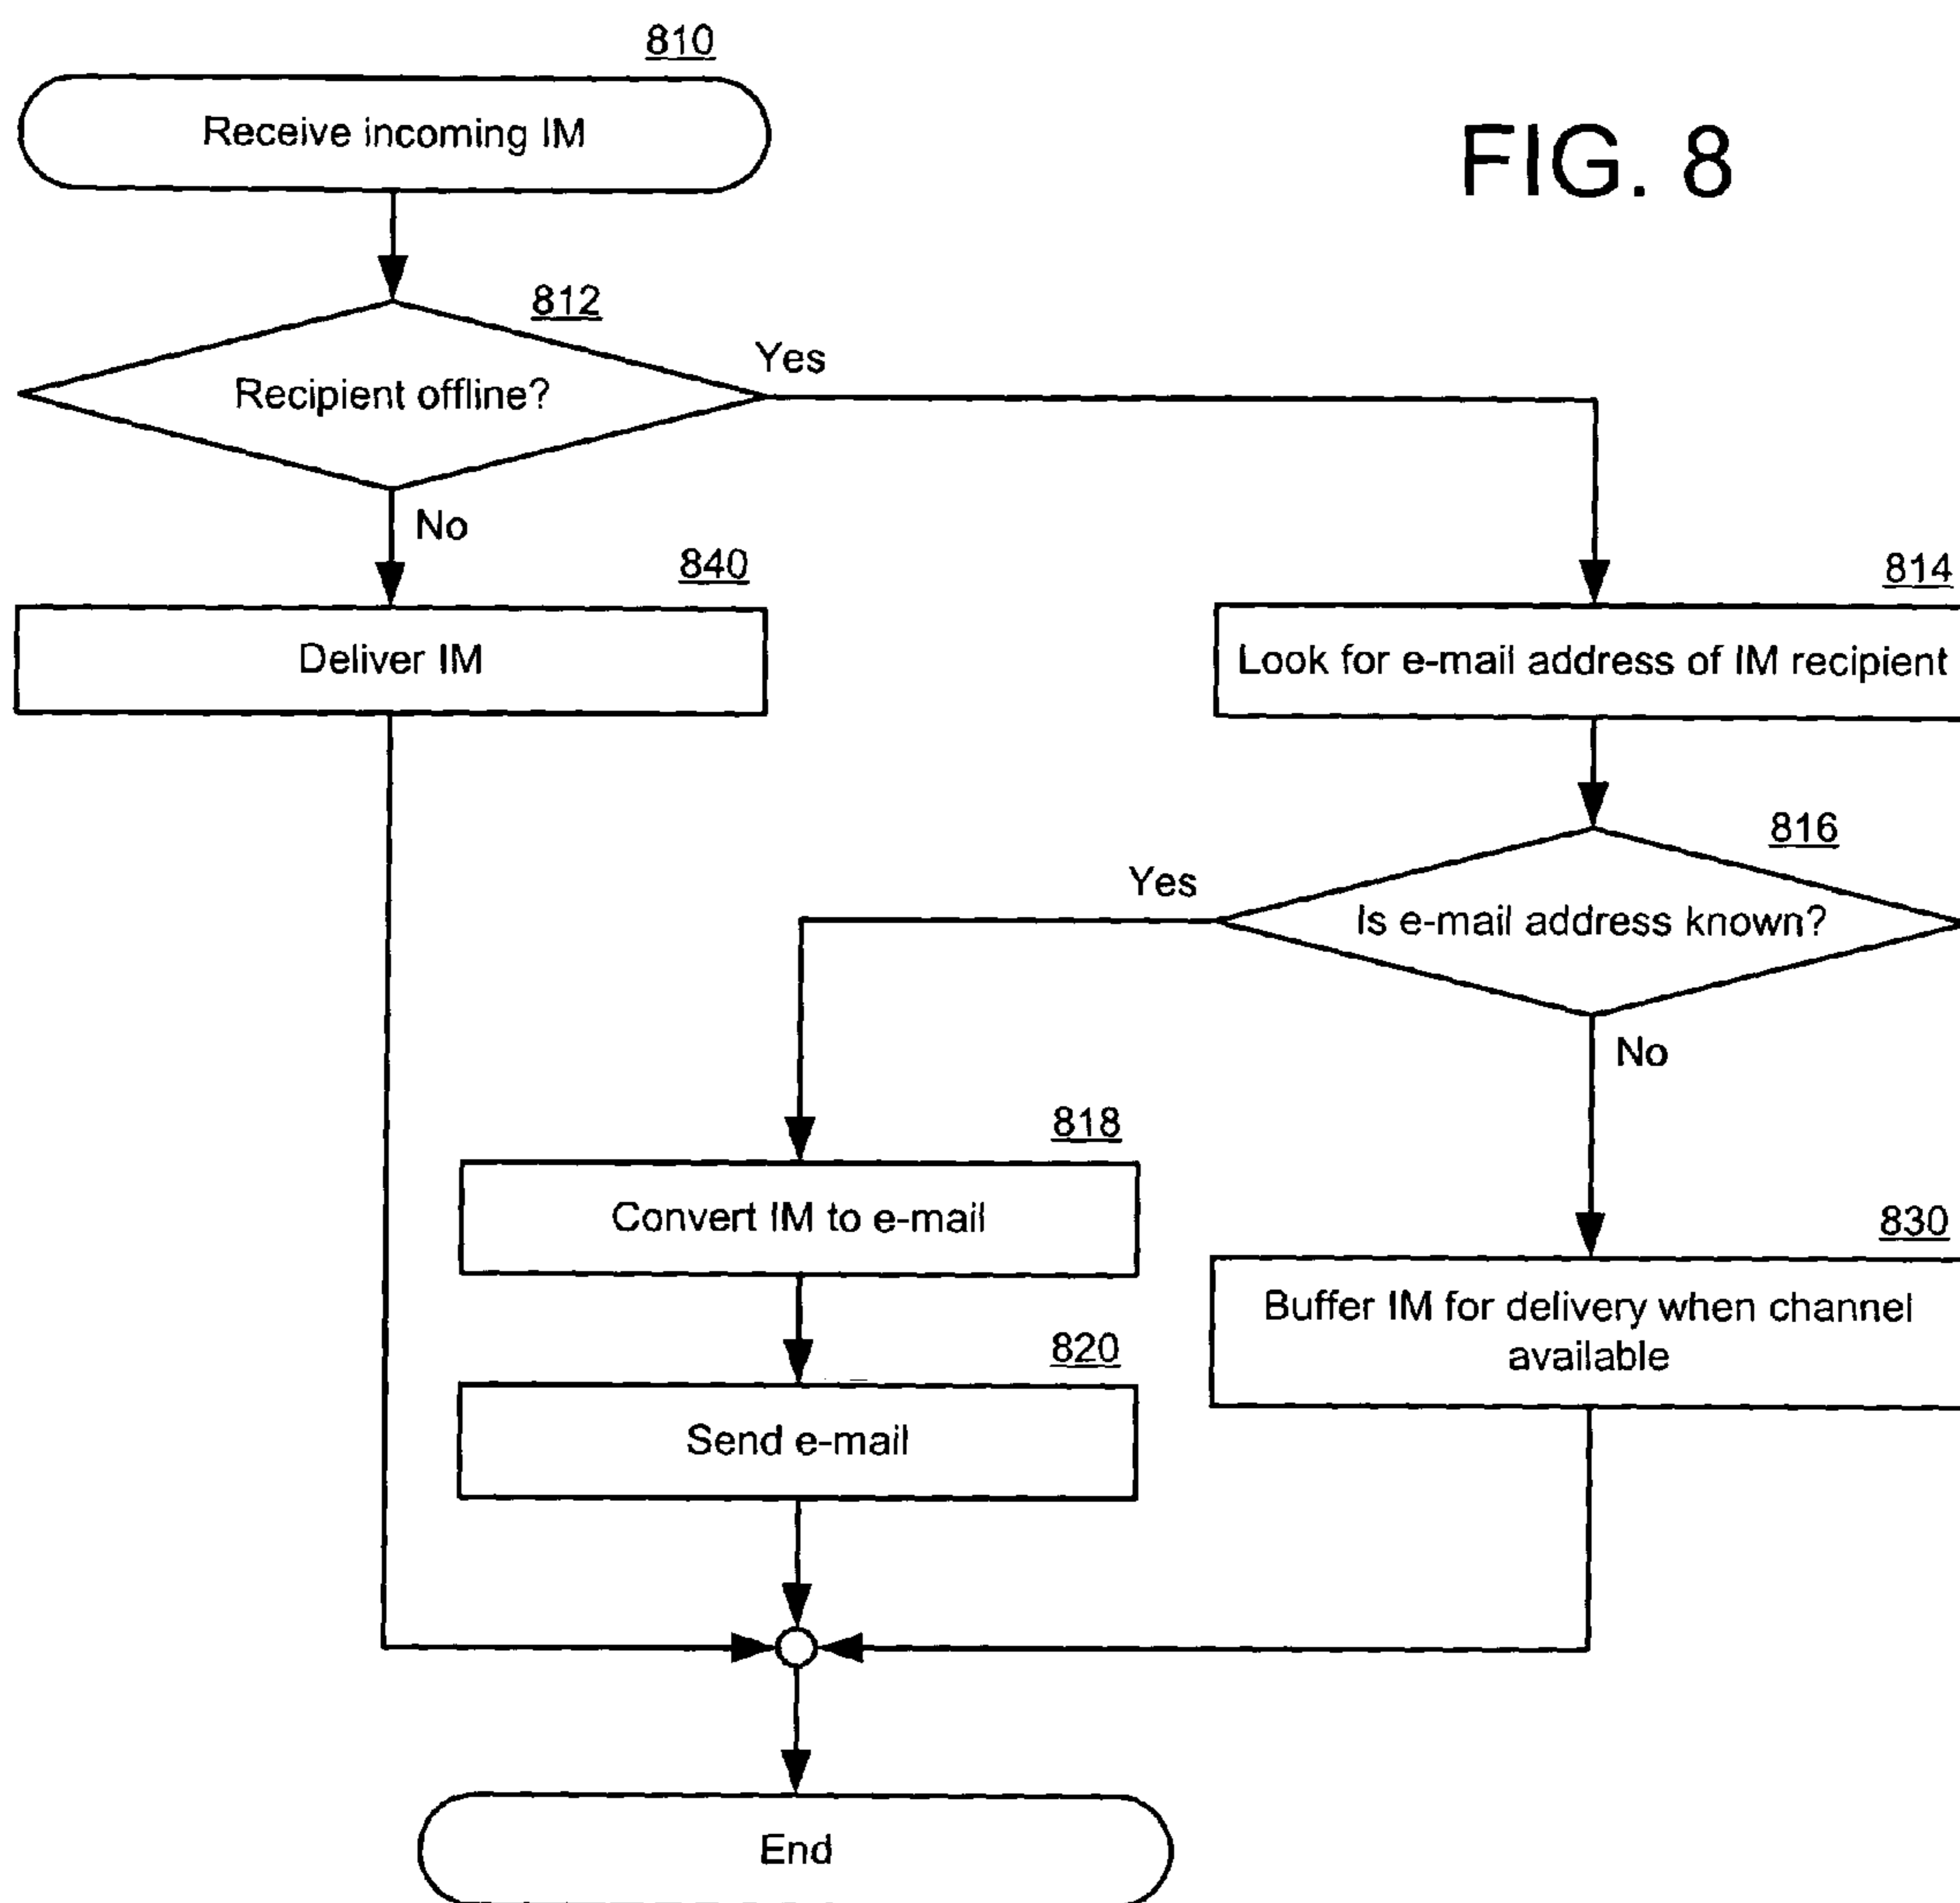 810
Receive incoming IM
FIG. 8
812
Recipient offline?
Yes
No
840
Deliver IM
814
Look for e-mail address of IM recipient
816
Is e-mail address known?
Yes
No
818
Convert IM to e-mail
830
Buffer IM for delivery when channel
available
820
Send e-mail
End